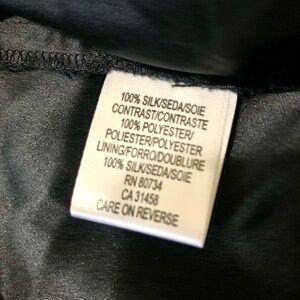 100% SILK/SEDA/SOIE
CONTRAST/CONTRASTE
100% POLYESTER/
POLIESTER/POLYESTER
LINING/FORRO/DOUBLURE
100% SILK/SEDA/SOIE
RN 80734
CA 31458
CARE ON REVERSE